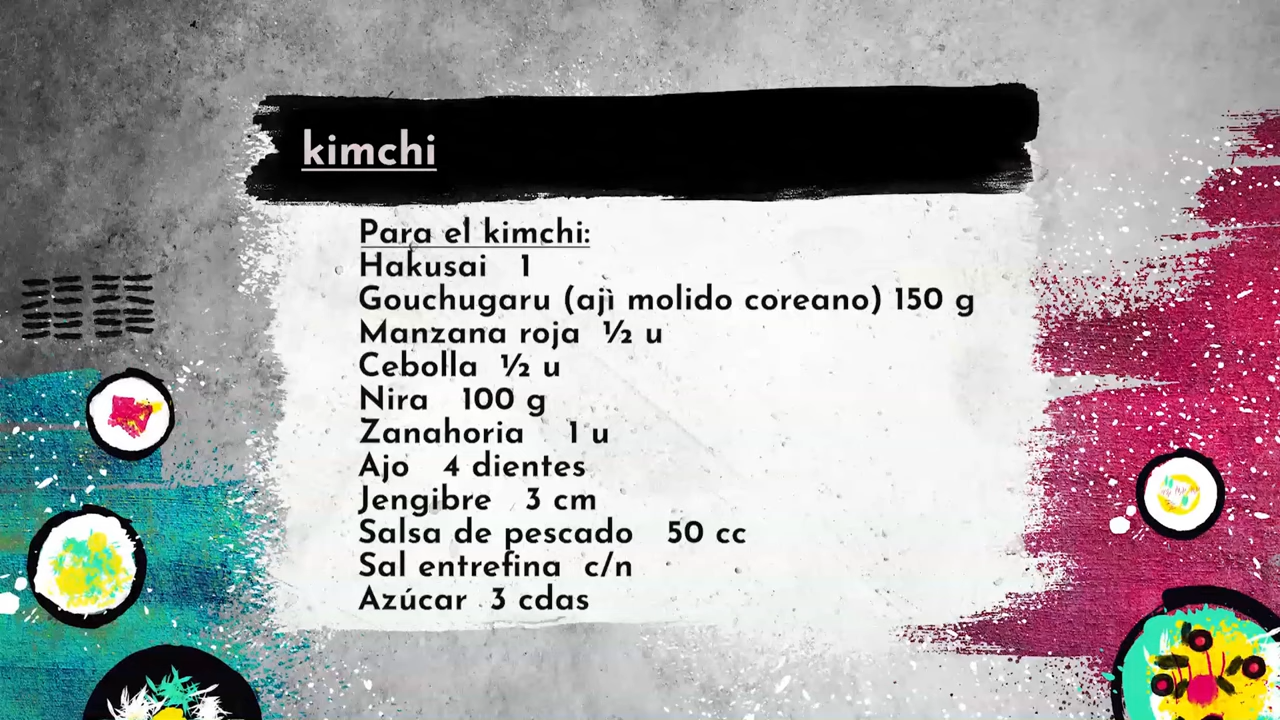 kimchi
Para el kimchi:
Hakusai 1
Gouchugaru (ajì molido coreano) 150 g
Manzana roja ½ u
Cebolla ½ u
Nira 100 g
Zanahoria 1 u
Ajo 4 dientes
Jengibre 3 cm
Salsa de pescado 50 cc
Sal entrefina c/n
Azúcar 3 cdas